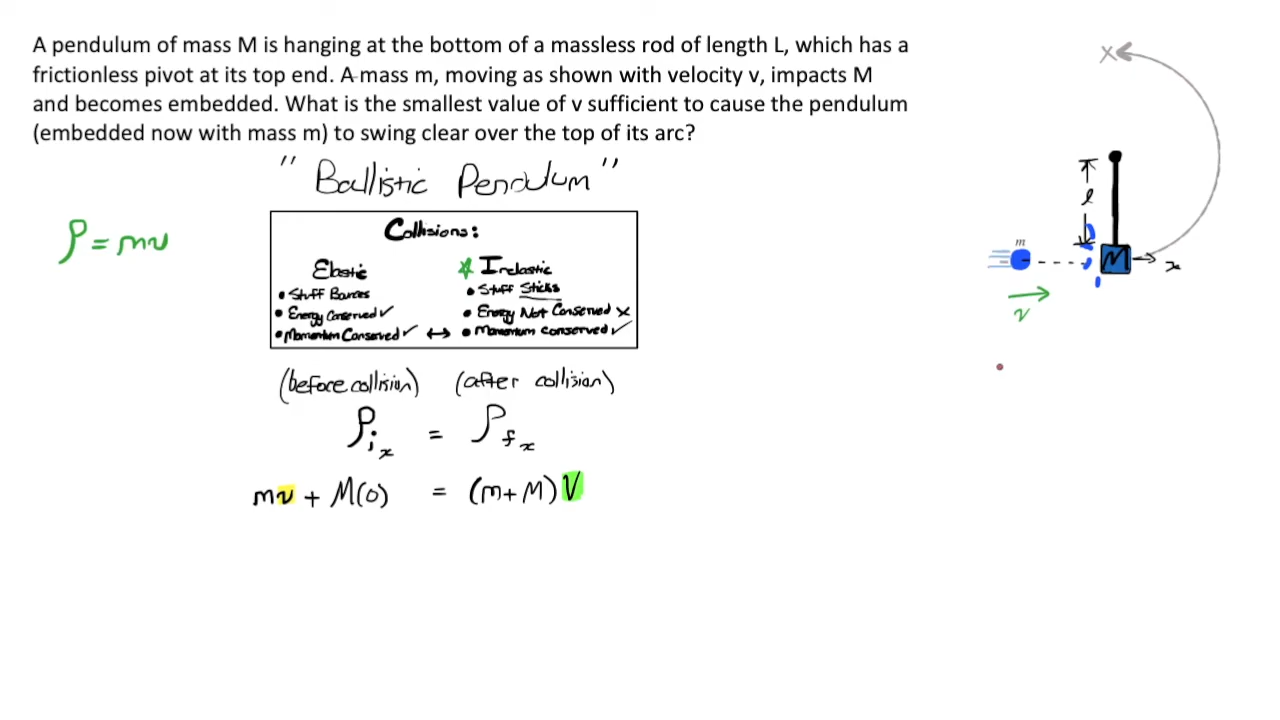 A pendulum of mass M is hanging at the bottom of a massless rod of length L, which has a
frictionless pivot at its top end. A mass m, moving as shown with velocity v, impacts M
and becomes embedded. What is the smallest value of v sufficient to cause the pendulum
(embedded now with mass m) to swing clear over the top of its arc?
"Ballistic Pendulum"
P = mv
Collisions:
Elastic
• Stuff Bounces
• Energy Conserved ✓
• Momentum Conserved ✓ ↔
☆ Inelastic
• Stuff Sticks
• Energy Not Conserved ✗
• Momentum conserved ✓
(before collision) (after collision)
P_ix = P_fx
mv + M(0) = (m+M) V
X
l
m
M
x
v